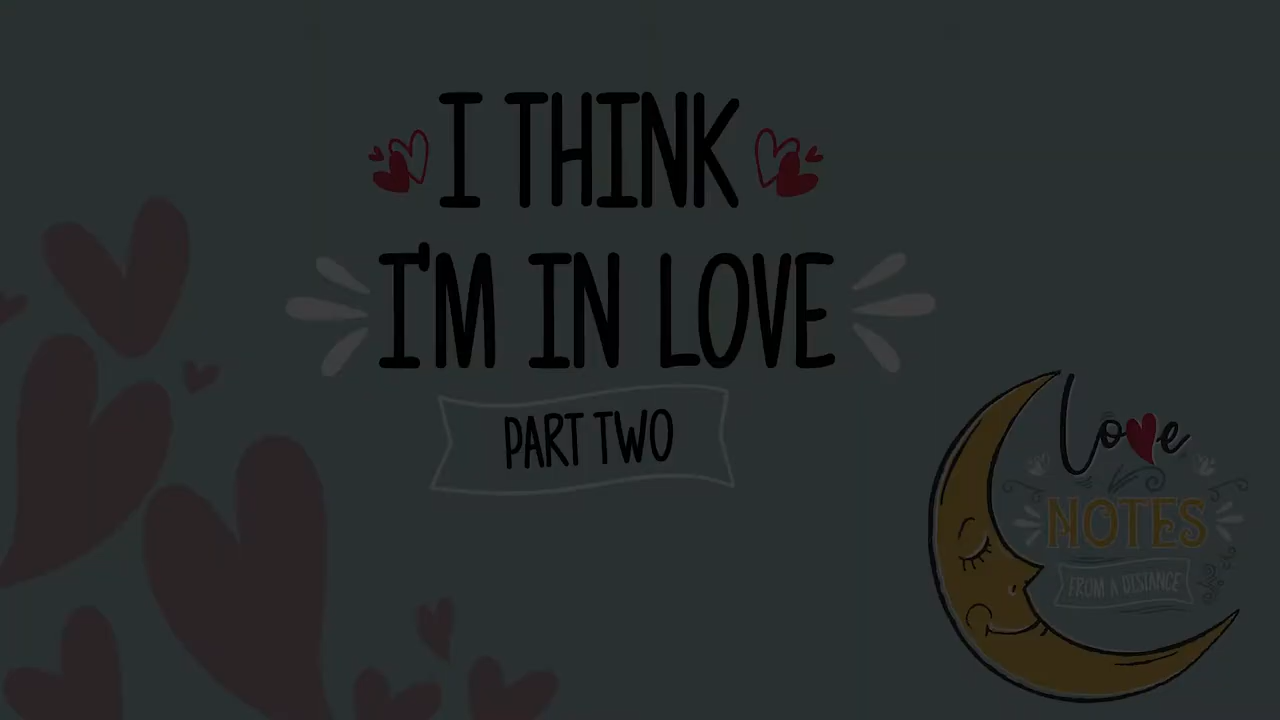 I THINK
I'M IN LOVE
PART TWO
Love
NOTES
FROM A DISTANCE